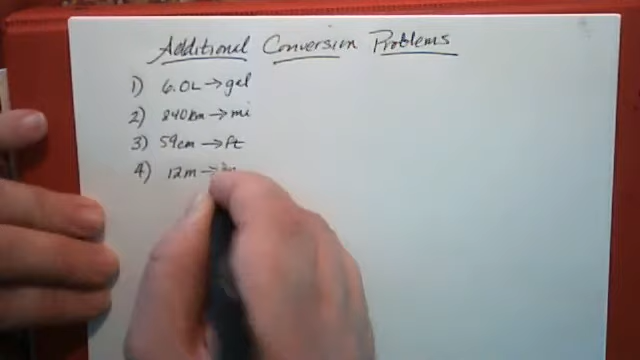 Additional Conversion Problems
1) 6.0L → gal
2) 840km → mi
3) 59cm → ft
4) 12m →